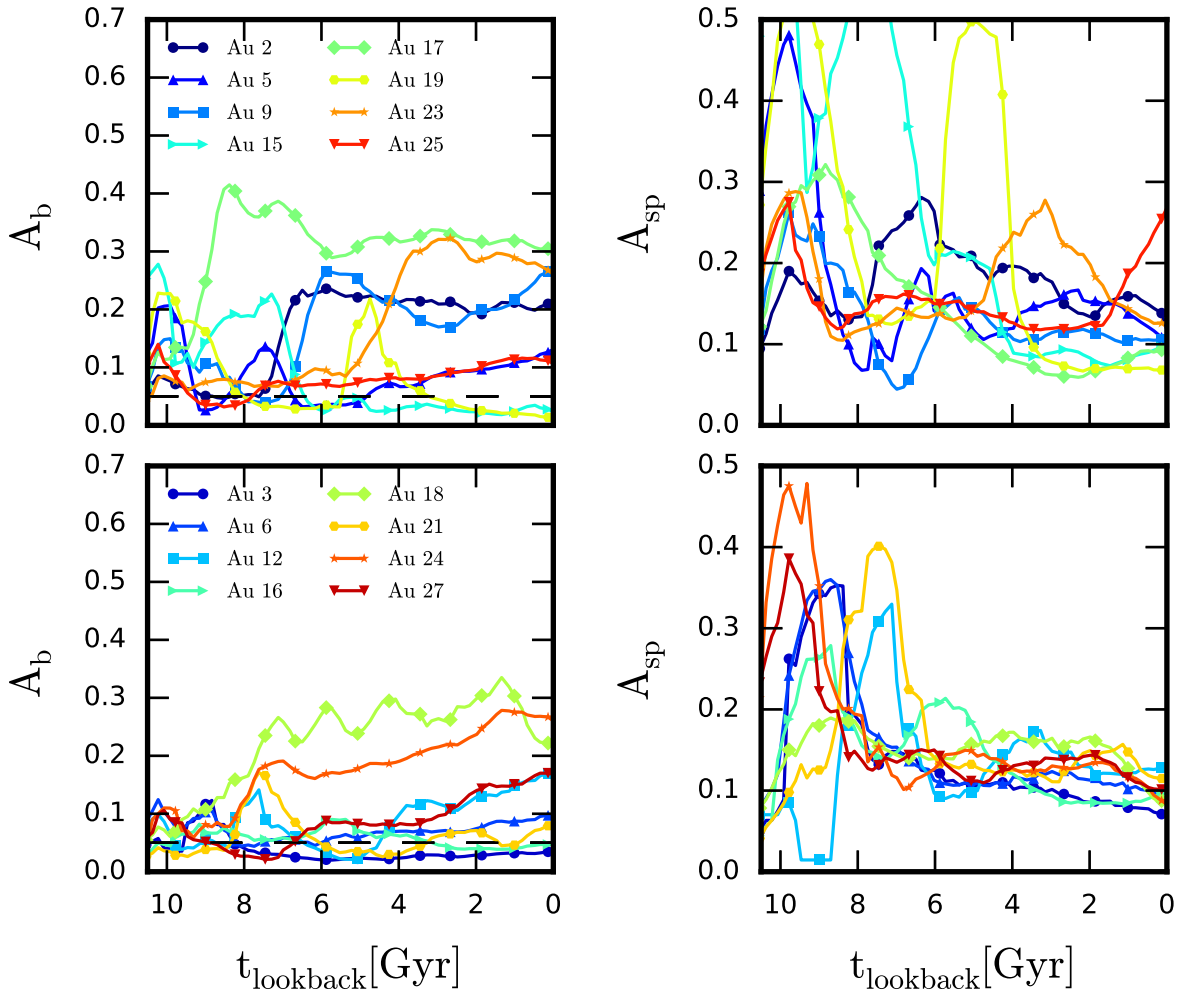 0.7
0.6
0.5
0.4
0.3
0.2
0.1
0.0
A_b
Au 2
Au 5
Au 9
Au 15
Au 17
Au 19
Au 23
Au 25
0.5
0.4
0.3
0.2
0.1
0.0
A_sp
0.7
0.6
0.5
0.4
0.3
0.2
0.1
0.0
A_b
Au 3
Au 6
Au 12
Au 16
Au 18
Au 21
Au 24
Au 27
10 8 6 4 2 0
t_lookback[Gyr]
0.5
0.4
0.3
0.2
0.1
0.0
A_sp
10 8 6 4 2 0
t_lookback[Gyr]